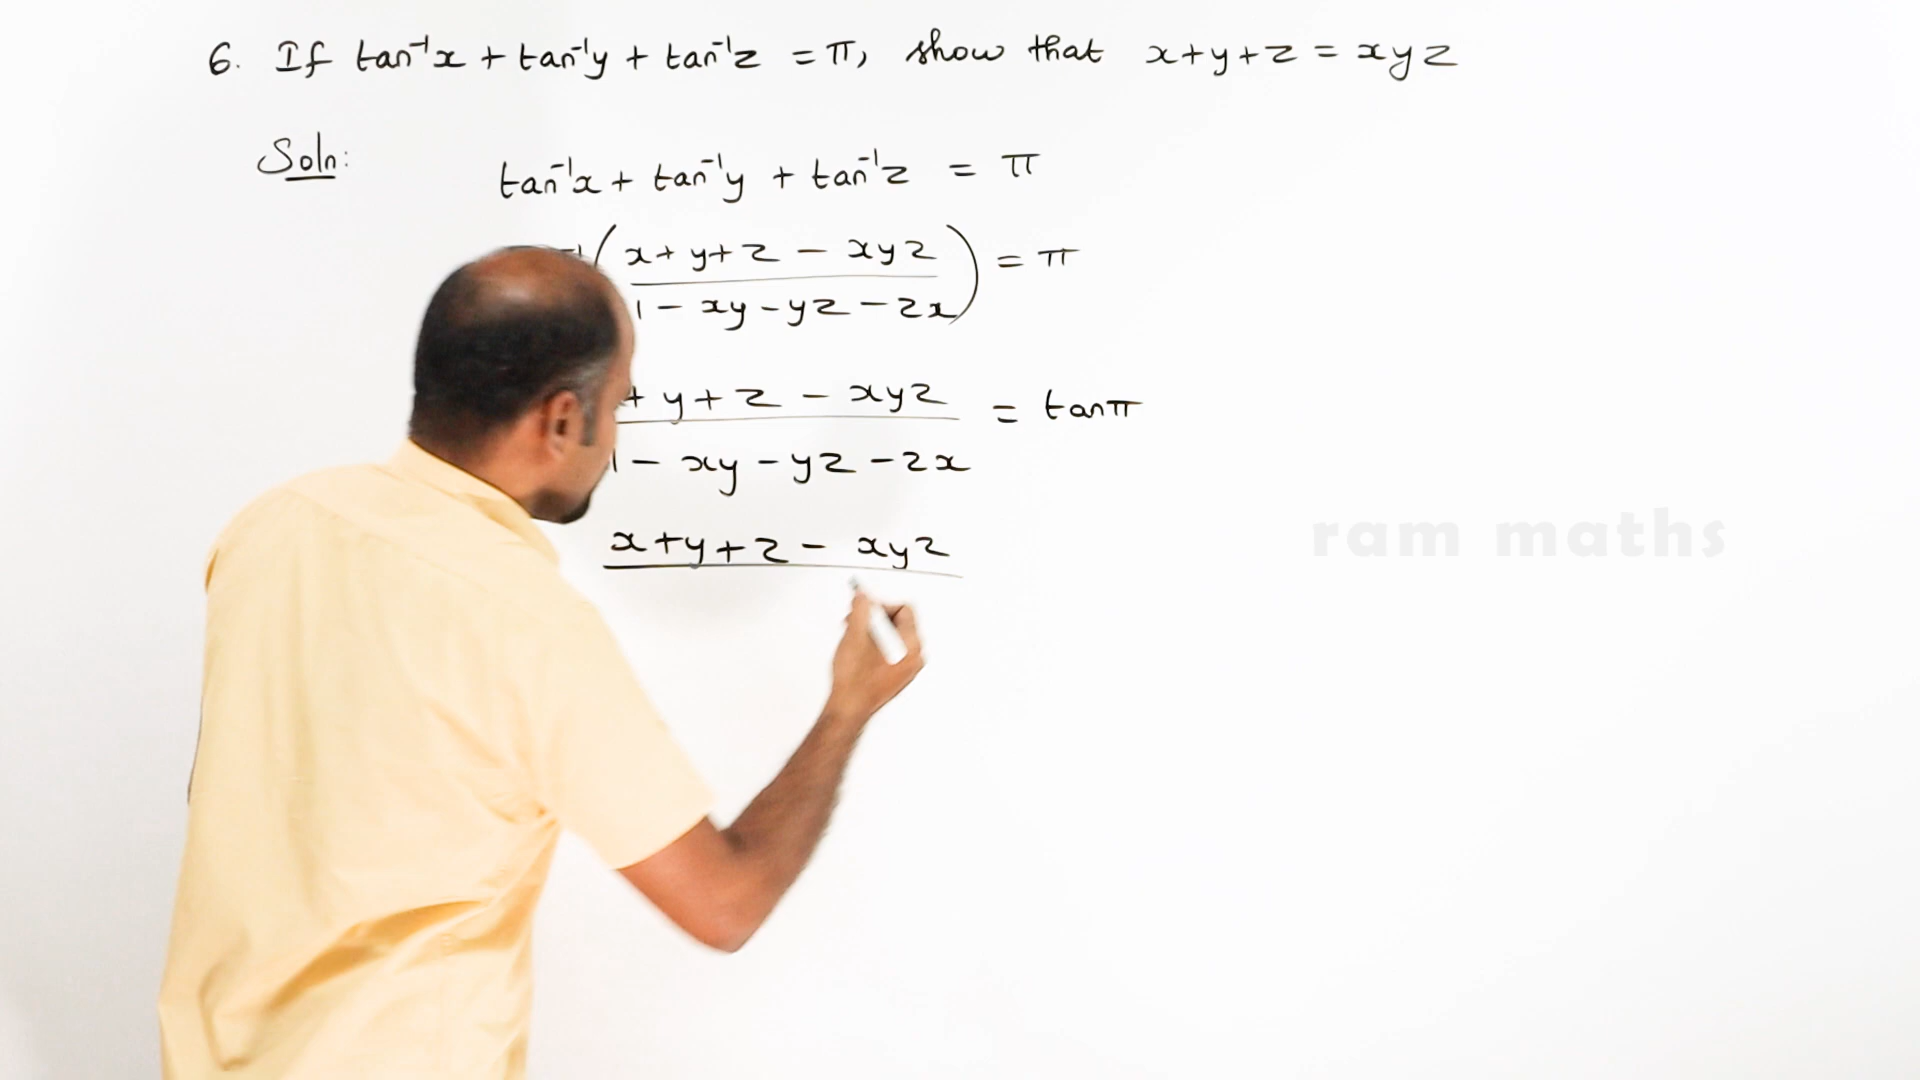 6. If tan⁻¹x + tan⁻¹y + tan⁻¹z = π, show that x+y+z = xyz
Soln:
tan⁻¹x + tan⁻¹y + tan⁻¹z = π
(x+y+z - xyz
1 - xy - yz - zx) = π
+ y + z - xyz = tanπ
1 - xy - yz - zx
x+y+z - xyz
ram maths